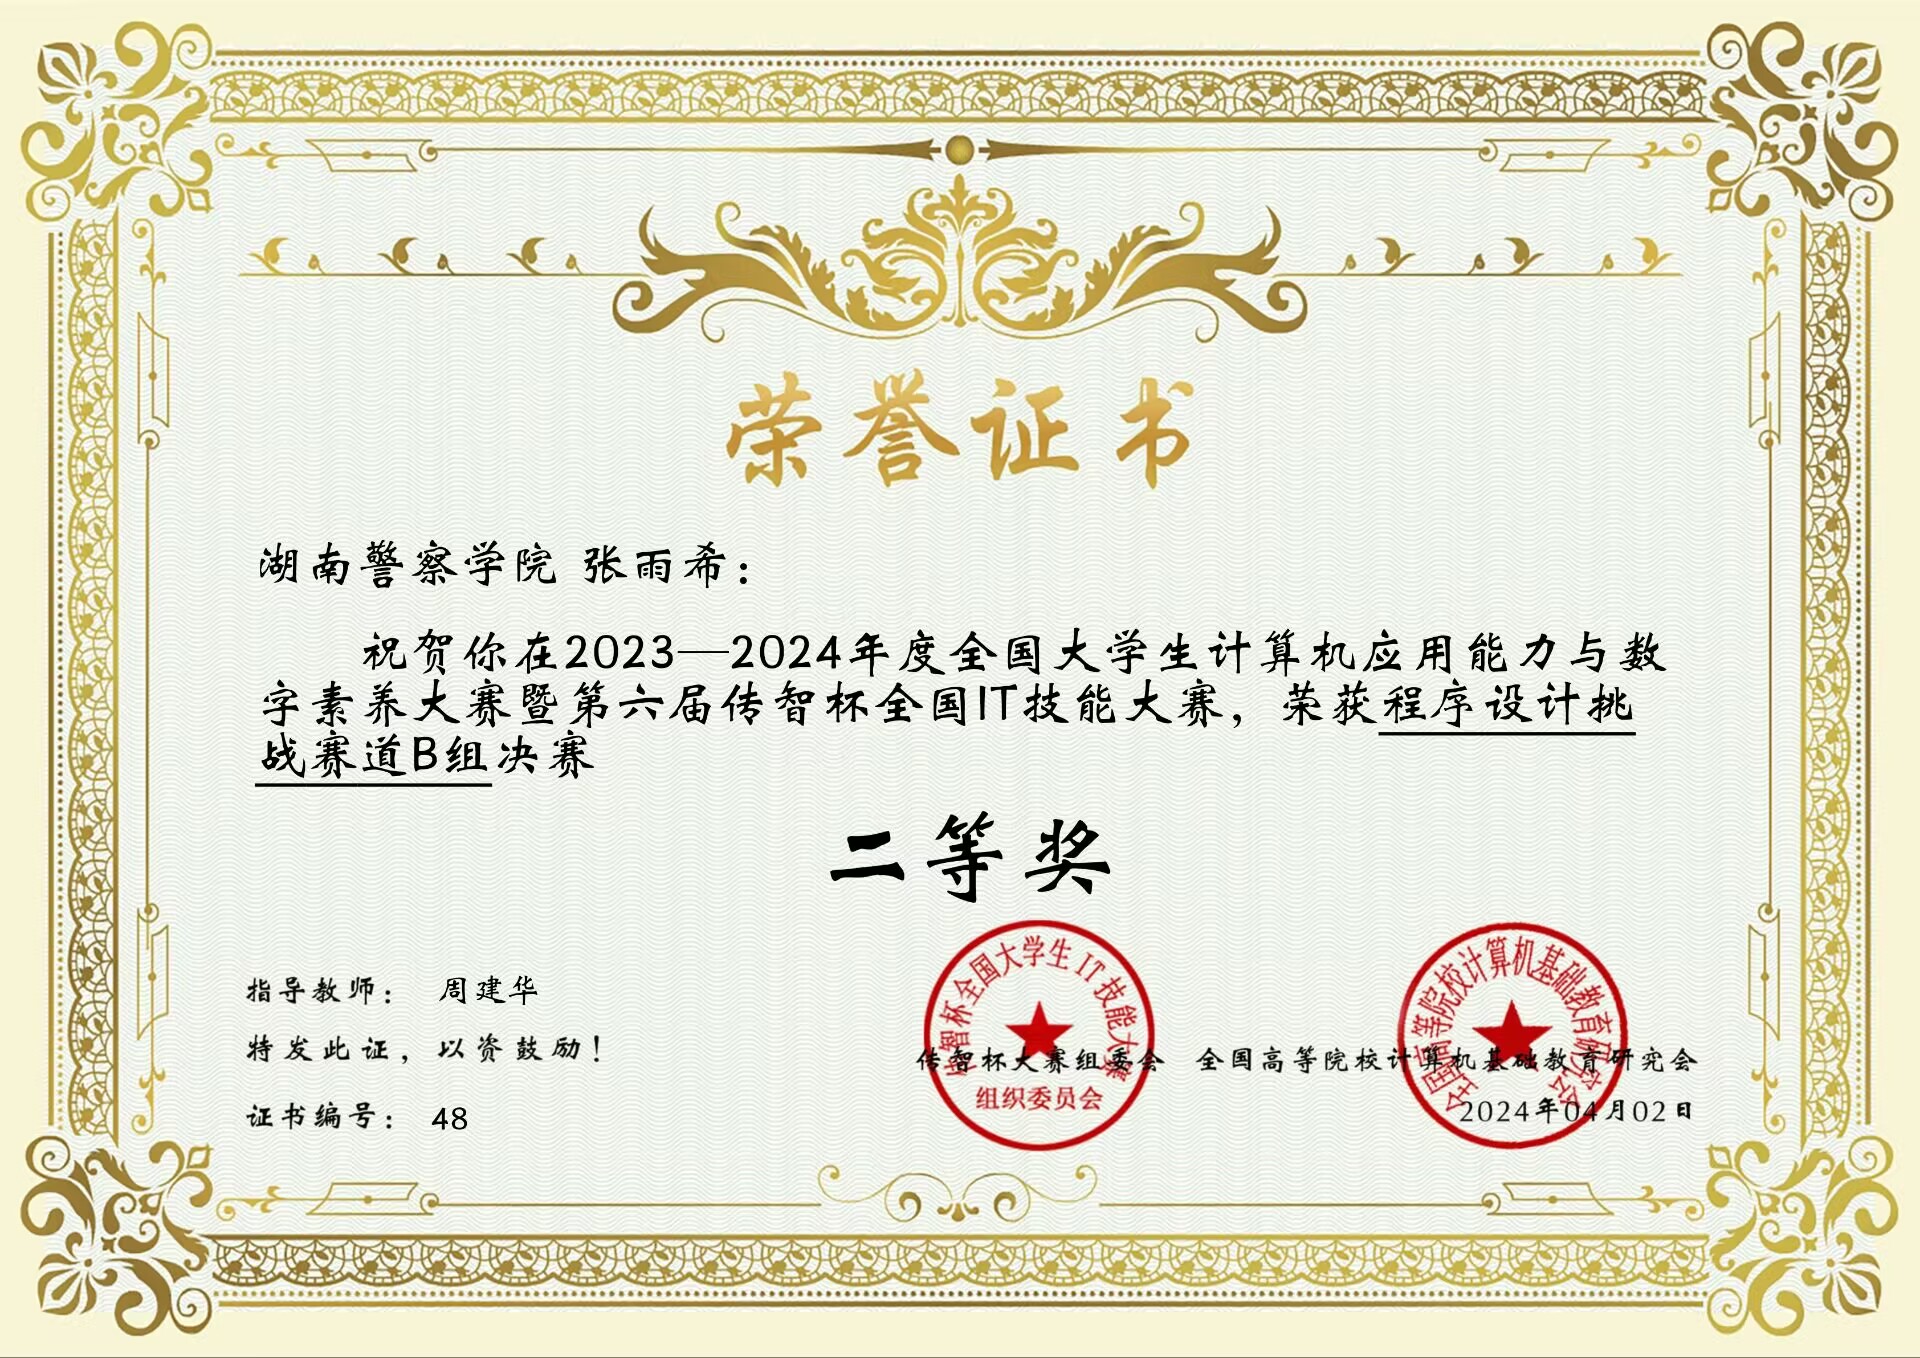 荣誉证书
湖南警察学院 张雨希：
祝贺你在2023—2024年度全国大学生计算机应用能力与数
字素养大赛暨第六届传智杯全国IT技能大赛，荣获程序设计挑
战赛道B组决赛
二等奖
指导教师： 周建华
特发此证，以资鼓励！
证书编号： 48
传智杯全国大学生IT技能大赛
组织委员会
全国高等院校计算机基础教育研究会
传智杯大赛组委会 全国高等院校计算机基础教育研究会
2024年04月02日